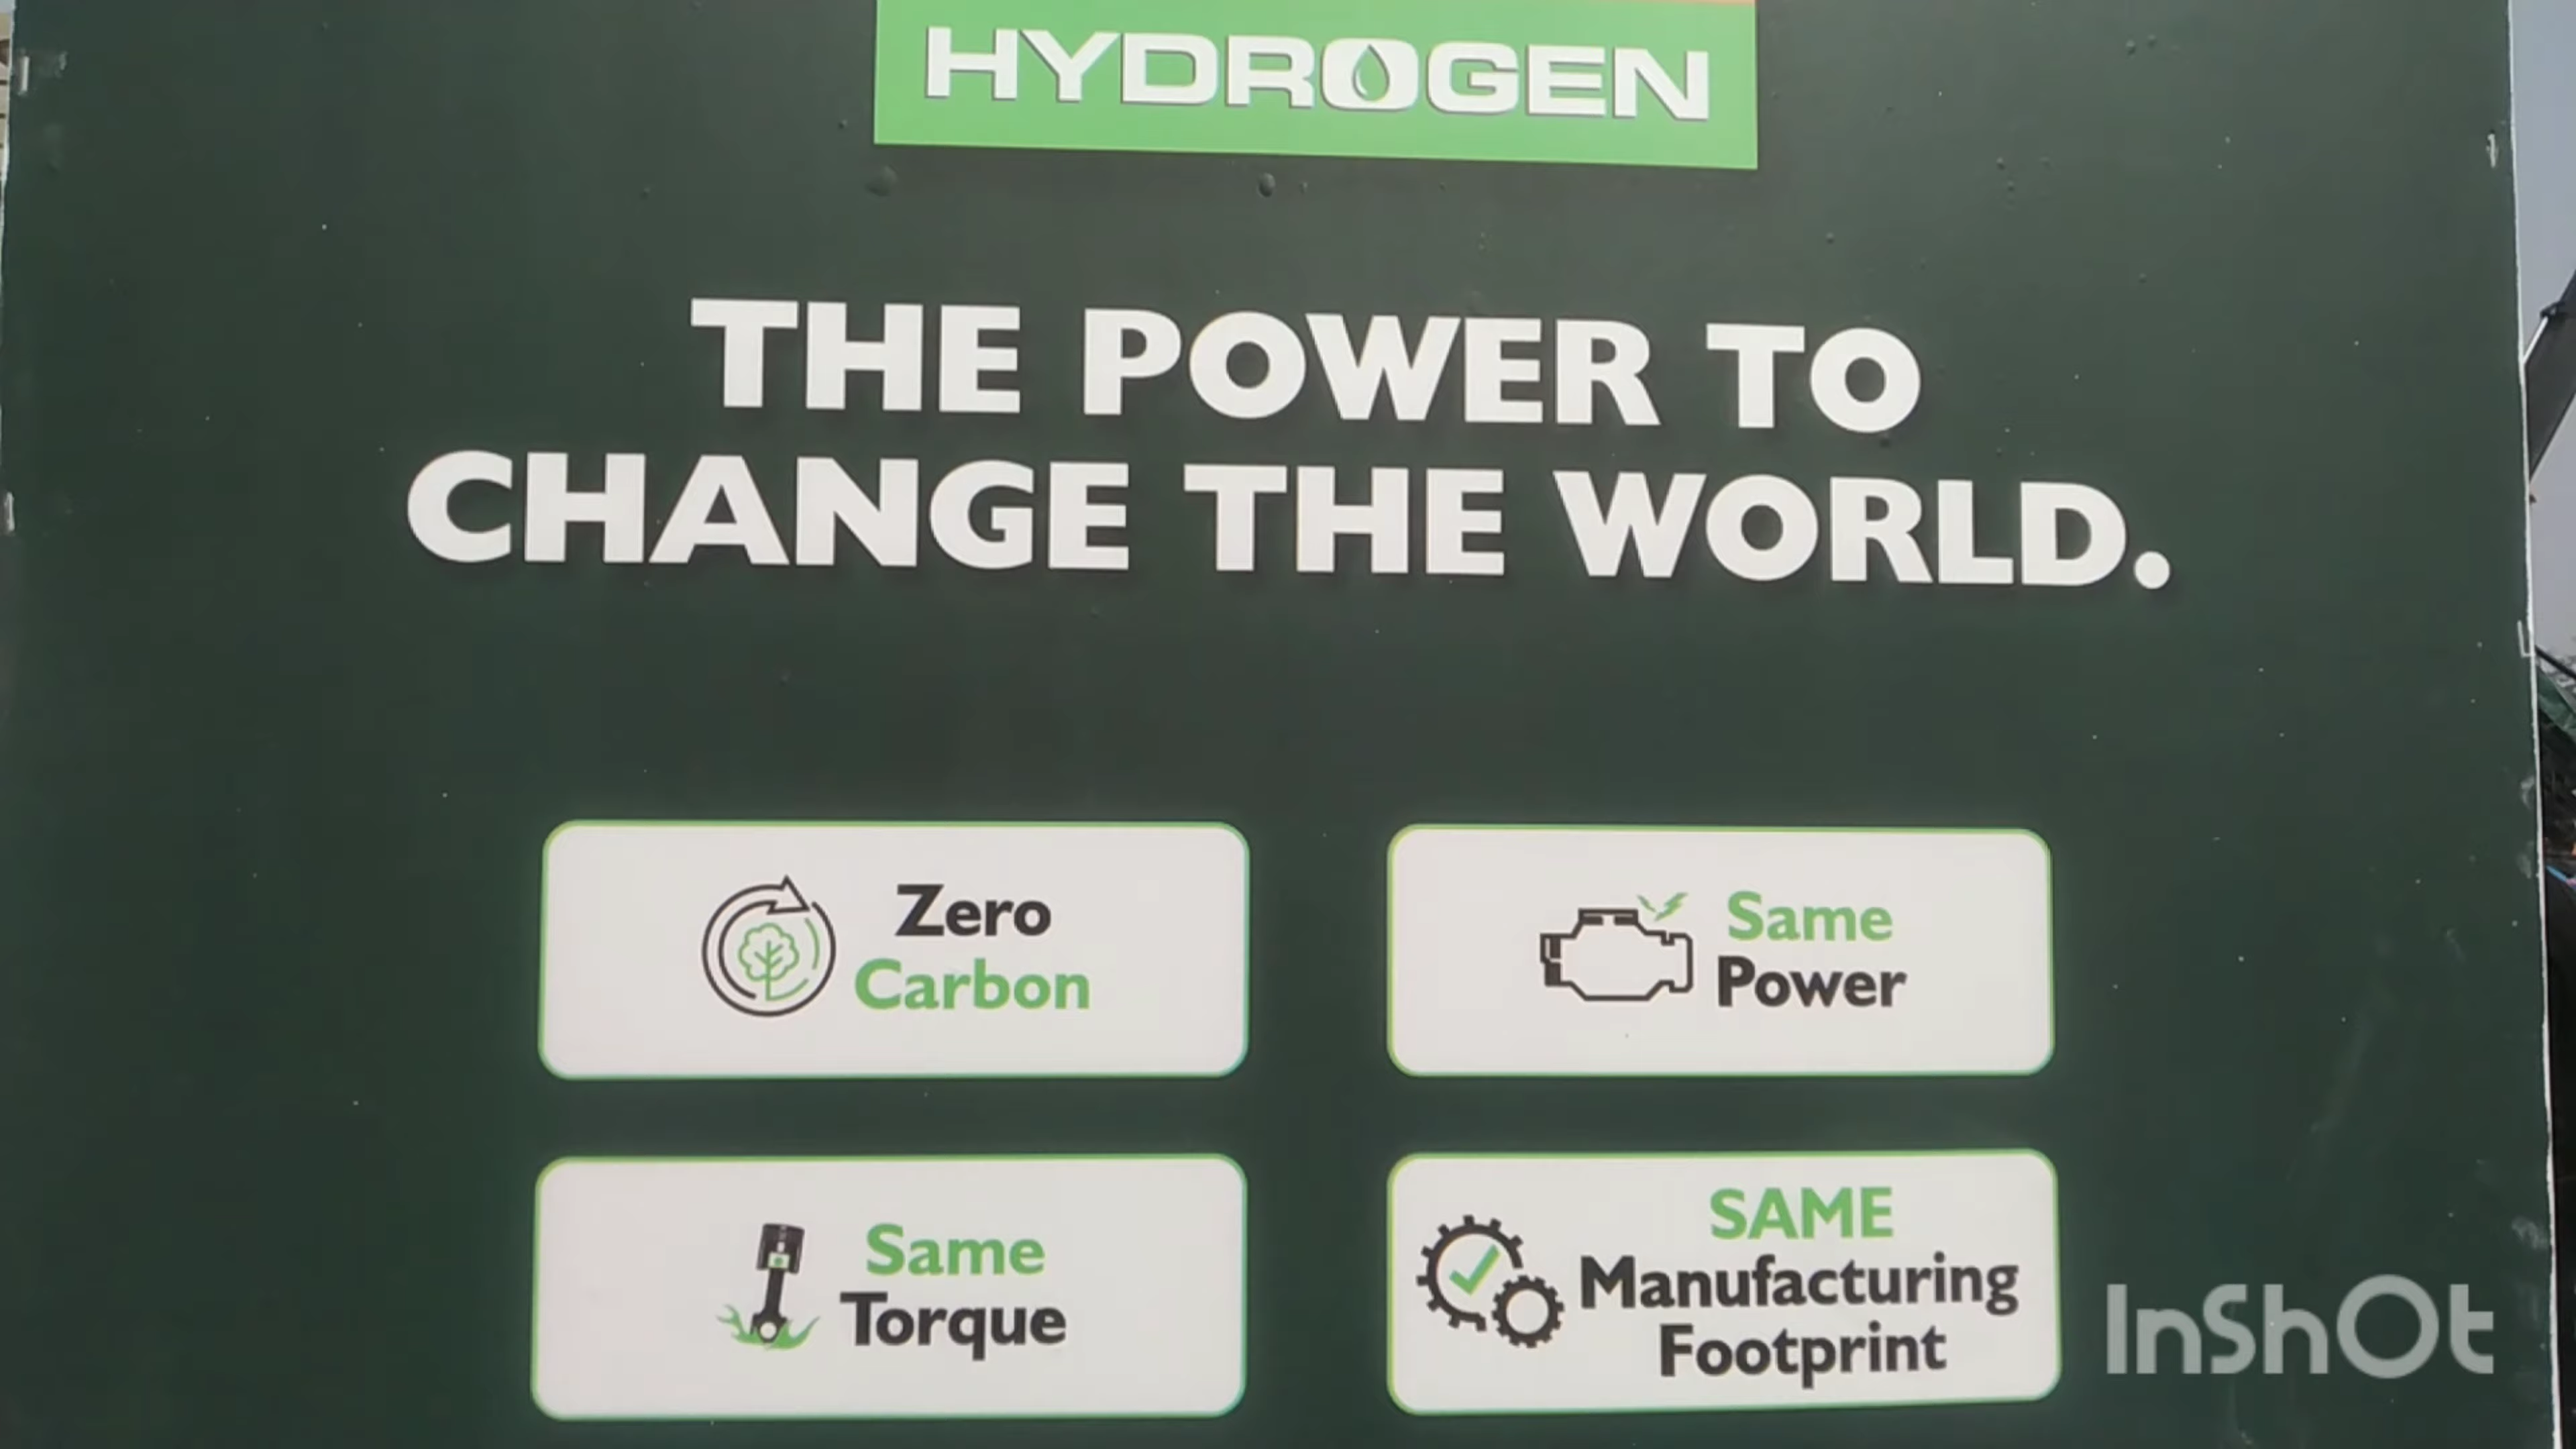 HYDROGEN
THE POWER TO
CHANGE THE WORLD.
Zero
Carbon
Same
Power
Same
Torque
SAME
Manufacturing
Footprint
InShOt